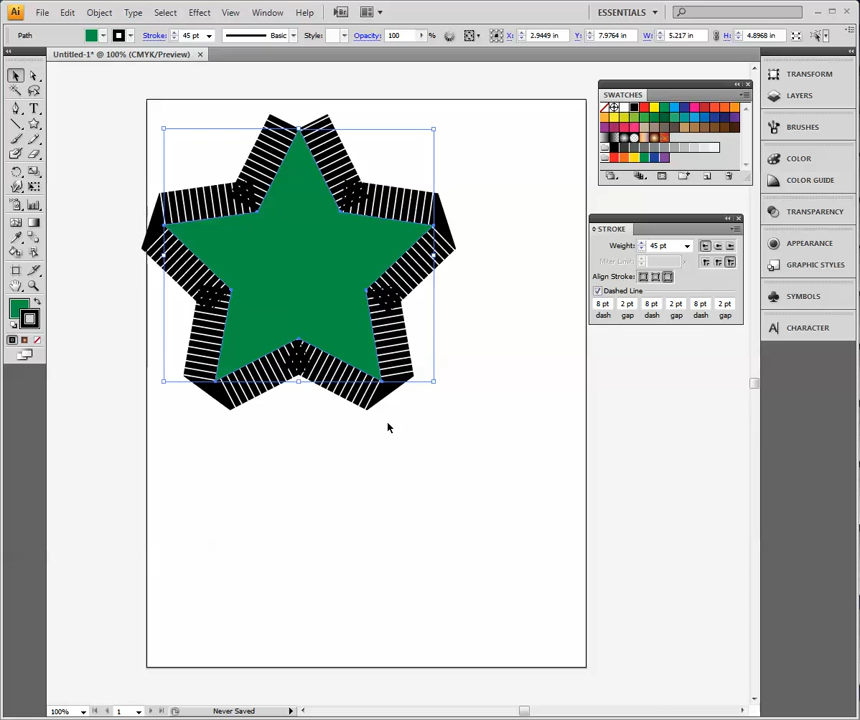 Ai File Edit Object Type Select Effect View Window Help Br ESSENTIALS
Path Stroke: 45 pt Basic Style: Opacity: 100 % X: 2.9449 in Y: 7.9764 in W: 5.217 in H: 4.8968 in
Untitled-1* @ 100% (CMYK/Preview) ×
SWATCHES
TRANSFORM
LAYERS
BRUSHES
COLOR
COLOR GUIDE
TRANSPARENCY
APPEARANCE
GRAPHIC STYLES
SYMBOLS
CHARACTER
STROKE
Weight: 45 pt
Miter Limit:
Align Stroke:
Dashed Line
8 pt 2 pt 8 pt 2 pt 8 pt 2 pt
dash gap dash gap dash gap
100% 1 Never Saved